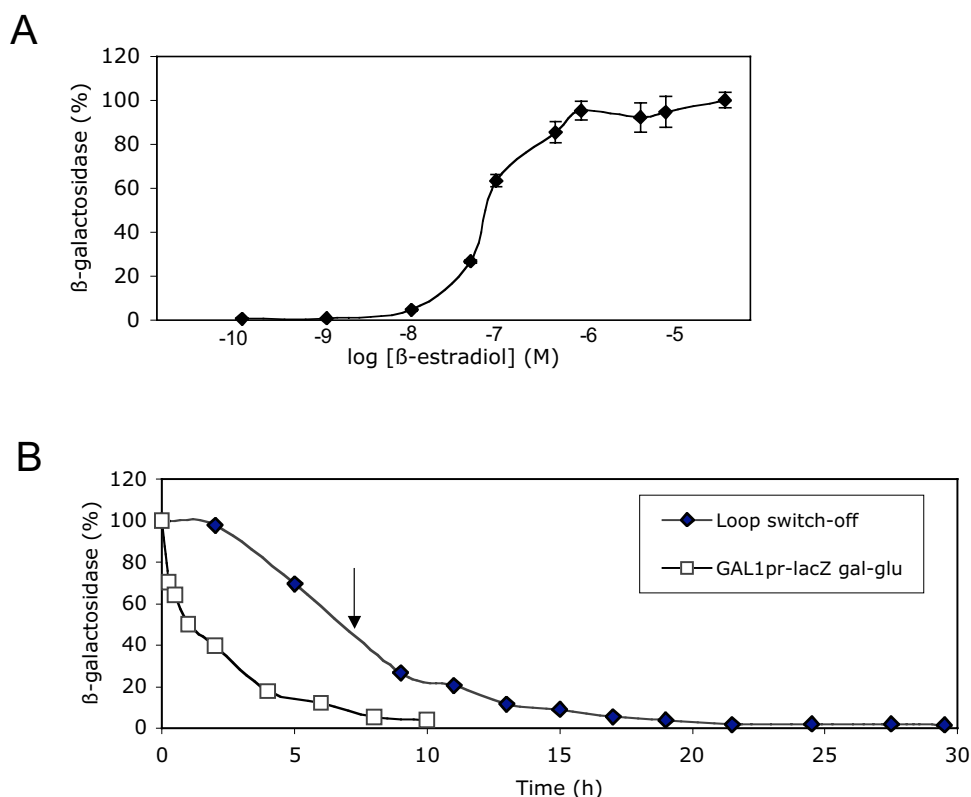 A
120
100
80
60
40
20
0
ß-galactosidase (%)
-10 -9 -8 -7 -6 -5
log [ß-estradiol] (M)
B
120
100
80
60
40
20
0
ß-galactosidase (%)
Loop switch-off
GAL1pr-lacZ gal-glu
0 5 10 15 20 25 30
Time (h)